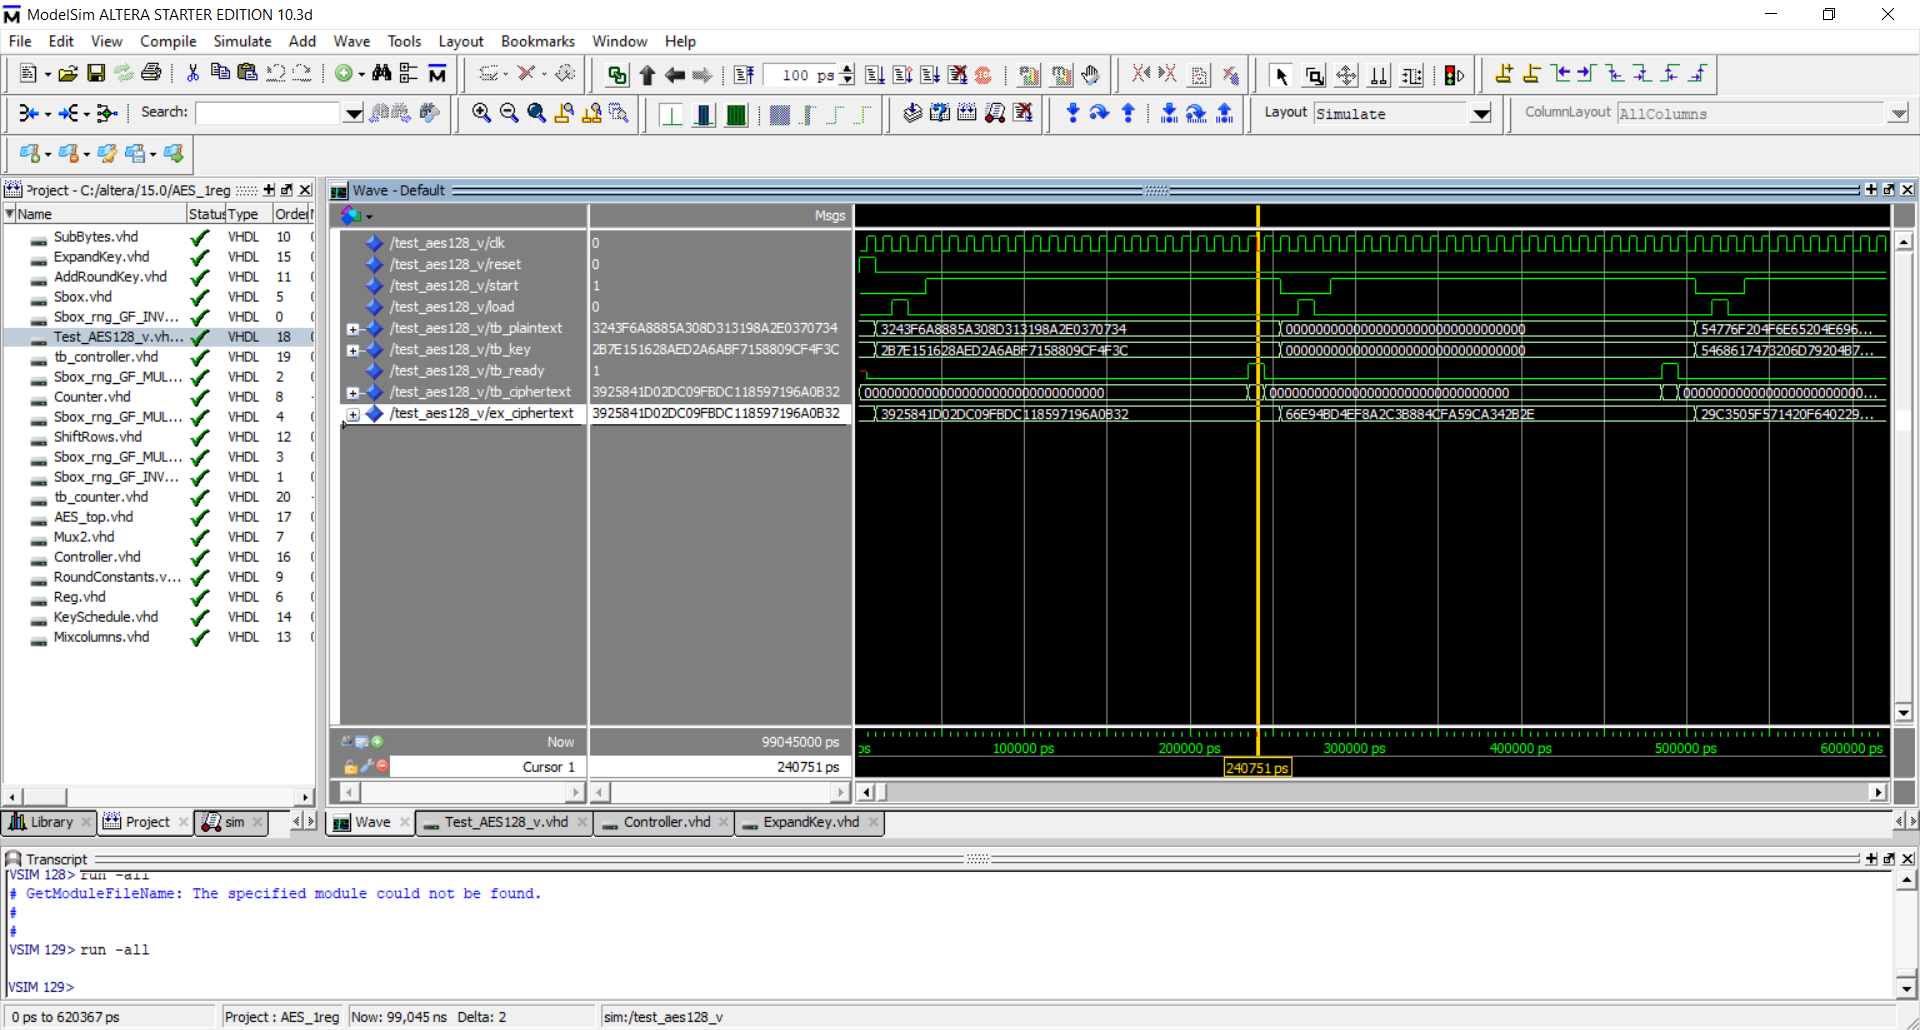 ModelSim ALTERA STARTER EDITION 10.3d
File Edit View Compile Simulate Add Wave Tools Layout Bookmarks Window Help
100 ps
Search:
Layout Simulate
ColumnLayout AllColumns
Project - C:/altera/15.0/AES_1reg
Name Status Type Order
SubBytes.vhd VHDL 10
ExpandKey.vhd VHDL 15
AddRoundKey.vhd VHDL 11
Sbox.vhd VHDL 5
Sbox_rng_GF_INV... VHDL 0
Test_AES128_v.vh... VHDL 18
tb_controller.vhd VHDL 19
Sbox_rng_GF_MUL... VHDL 2
Counter.vhd VHDL 8
Sbox_rng_GF_MUL... VHDL 4
ShiftRows.vhd VHDL 12
Sbox_rng_GF_MUL... VHDL 3
Sbox_rng_GF_INV... VHDL 1
tb_counter.vhd VHDL 20
AES_top.vhd VHDL 17
Mux2.vhd VHDL 7
Controller.vhd VHDL 16
RoundConstants.v... VHDL 9
Reg.vhd VHDL 6
KeySchedule.vhd VHDL 14
Mixcolumns.vhd VHDL 13
Library Project sim
Wave - Default
Msgs
/test_aes128_v/clk 0
/test_aes128_v/reset 0
/test_aes128_v/start 1
/test_aes128_v/load 0
/test_aes128_v/tb_plaintext 3243F6A8885A308D313198A2E0370734 3243F6A8885A308D313198A2E0370734 00000000000000000000000000000000 54776F204F6E65204E696...
/test_aes128_v/tb_key 2B7E151628AED2A6ABF7158809CF4F3C 2B7E151628AED2A6ABF7158809CF4F3C 00000000000000000000000000000000 5468617473206D79204B7...
/test_aes128_v/tb_ready 1
/test_aes128_v/tb_ciphertext 3925841D02DC09FBDC118597196A0B32 00000000000000000000000000000000 00000000000000000000000000000000 000000000000000000000...
/test_aes128_v/ex_ciphertext 3925841D02DC09FBDC118597196A0B32 3925841D02DC09FBDC118597196A0B32 66E94BD4EF8A2C3B884CFA59CA342B2E 29C3505F571420F640229...
Now 99045000 ps ps 100000 ps 200000 ps 300000 ps 400000 ps 500000 ps 600000 ps
Cursor 1 240751 ps 240751 ps
Wave Test_AES128_v.vhd Controller.vhd ExpandKey.vhd
Transcript
VSIM 128> run -all
# GetModuleFileName: The specified module could not be found.
#
#
VSIM 129> run -all
VSIM 129>
0 ps to 620367 ps Project : AES_1reg Now: 99,045 ns Delta: 2 sim:/test_aes128_v